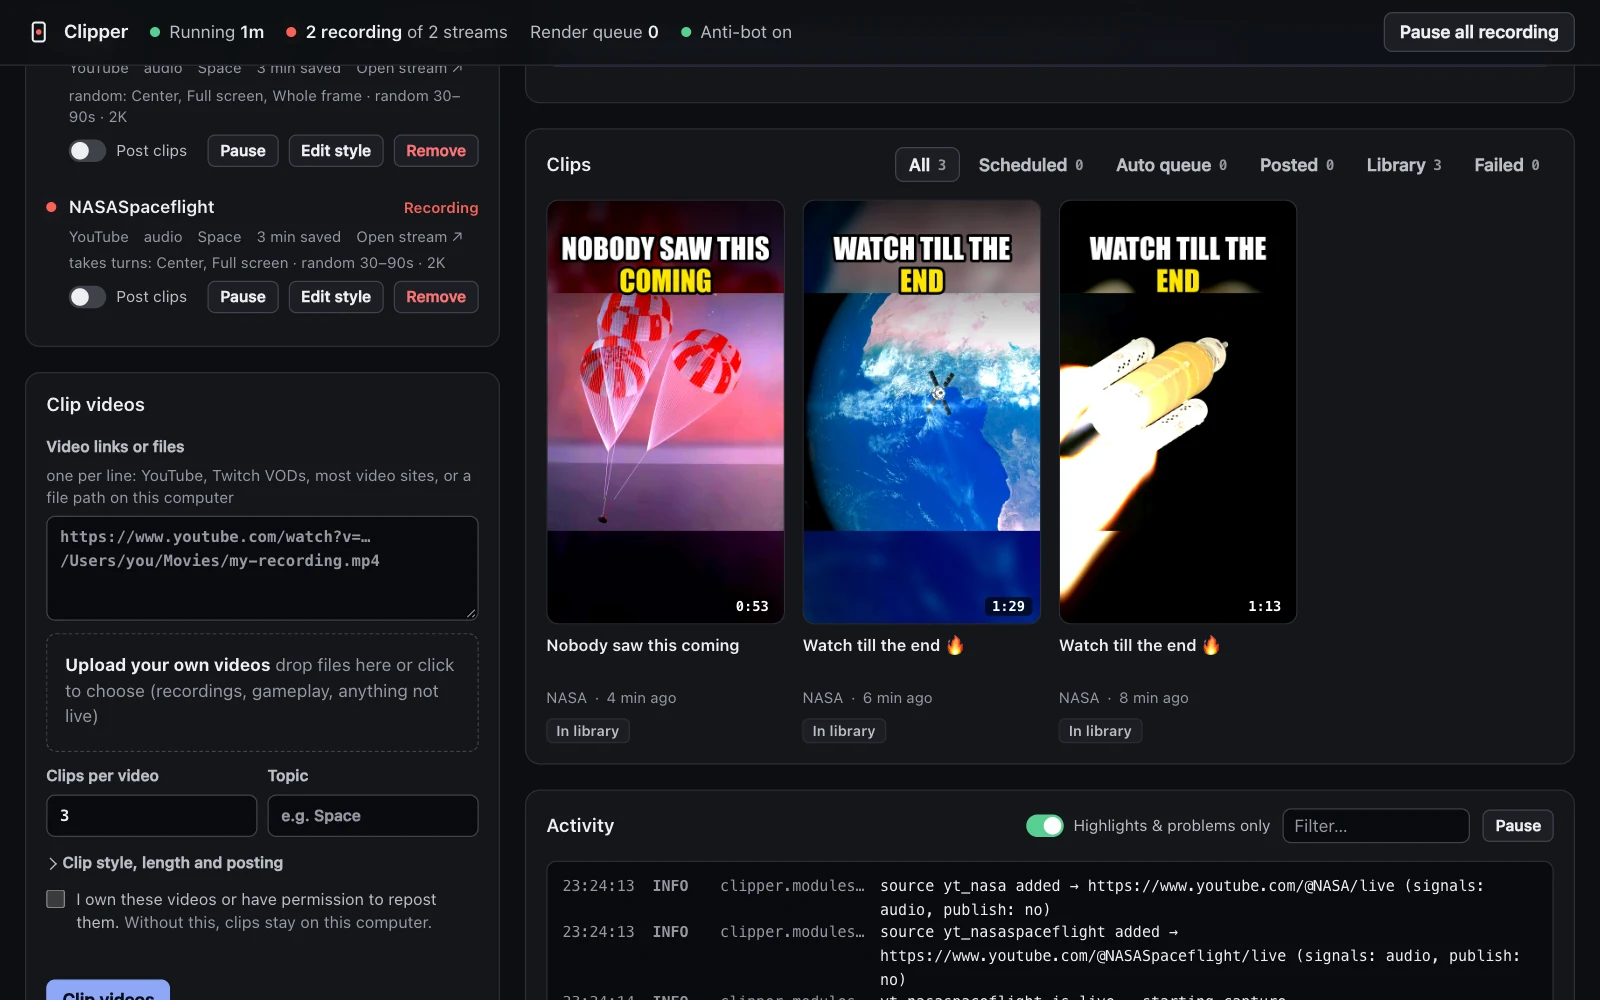 Clipper Running 1m 2 recording of 2 streams Render queue 0 Anti-bot on Pause all recording
YouTube audio Space 3 min saved Open stream ↗
random: Center, Full screen, Whole frame · random 30–
90s · 2K
Post clips Pause Edit style Remove
NASASpaceflight Recording
YouTube audio Space 3 min saved Open stream ↗
takes turns: Center, Full screen · random 30–90s · 2K
Post clips Pause Edit style Remove
Clip videos
Video links or files
one per line: YouTube, Twitch VODs, most video sites, or a
file path on this computer
https://www.youtube.com/watch?v=…
/Users/you/Movies/my-recording.mp4
Upload your own videos drop files here or click
to choose (recordings, gameplay, anything not
live)
Clips per video Topic
3 e.g. Space
Clip style, length and posting
I own these videos or have permission to repost
them. Without this, clips stay on this computer.
Clip videos
Clips All 3 Scheduled 0 Auto queue 0 Posted 0 Library 3 Failed 0
NOBODY SAW THIS
COMING
0:53
Nobody saw this coming
NASA · 4 min ago
In library
WATCH TILL THE
END
1:29
Watch till the end 🔥
NASA · 6 min ago
In library
WATCH TILL THE
END
1:13
Watch till the end 🔥
NASA · 8 min ago
In library
Activity Highlights & problems only Filter... Pause
23:24:13 INFO clipper.modules… source yt_nasa added → https://www.youtube.com/@NASA/live (signals:
audio, publish: no)
23:24:13 INFO clipper.modules… source yt_nasaspaceflight added →
https://www.youtube.com/@NASASpaceflight/live (signals: audio, publish:
no)